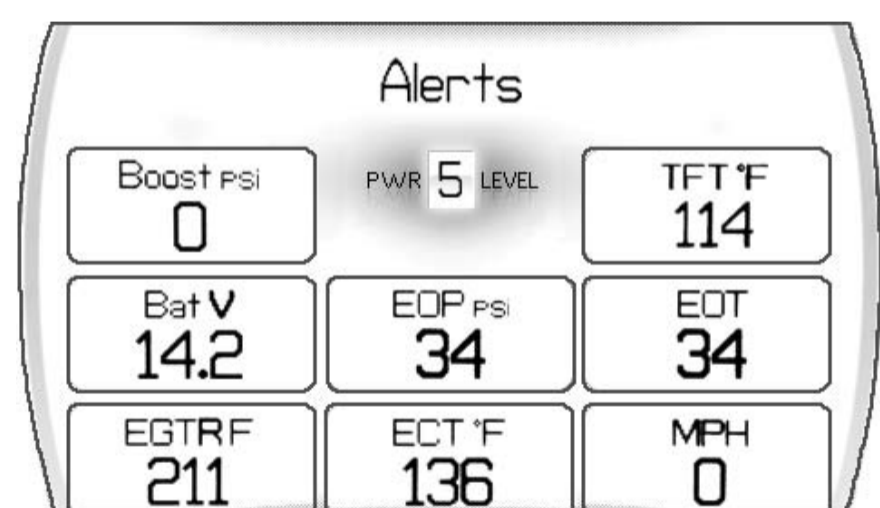 Alerts
Boost PSI
0
PWR 5 LEVEL
TFT °F
114
Bat V
14.2
EOP PSI
34
EOT
34
EGTR F
211
ECT °F
136
MPH
0